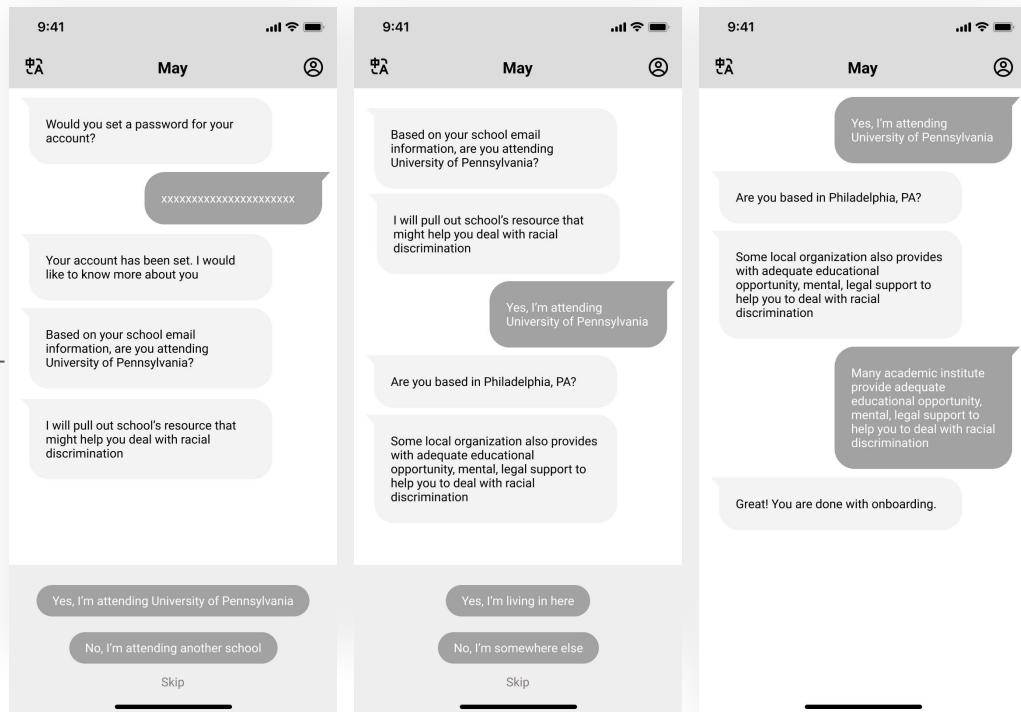 9:41
中
A
May
Would you set a password for your
account?
xxxxxxxxxxxxxxxxxxxxxx
Your account has been set. I would
like to know more about you
Based on your school email
information, are you attending
University of Pennsylvania?
I will pull out school's resource that
might help you deal with racial
discrimination
Yes, I'm attending University of Pennsylvania
No, I'm attending another school
Skip
9:41
中
A
May
Based on your school email
information, are you attending
University of Pennsylvania?
I will pull out school's resource that
might help you deal with racial
discrimination
Yes, I'm attending
University of Pennsylvania
Are you based in Philadelphia, PA?
Some local organization also provides
with adequate educational
opportunity, mental, legal support to
help you to deal with racial
discrimination
Yes, I'm living in here
No, I'm somewhere else
Skip
9:41
中
A
May
Yes, I'm attending
University of Pennsylvania
Are you based in Philadelphia, PA?
Some local organization also provides
with adequate educational
opportunity, mental, legal support to
help you to deal with racial
discrimination
Many academic institute
provide adequate
educational opportunity,
mental, legal support to
help you to deal with racial
discrimination
Great! You are done with onboarding.